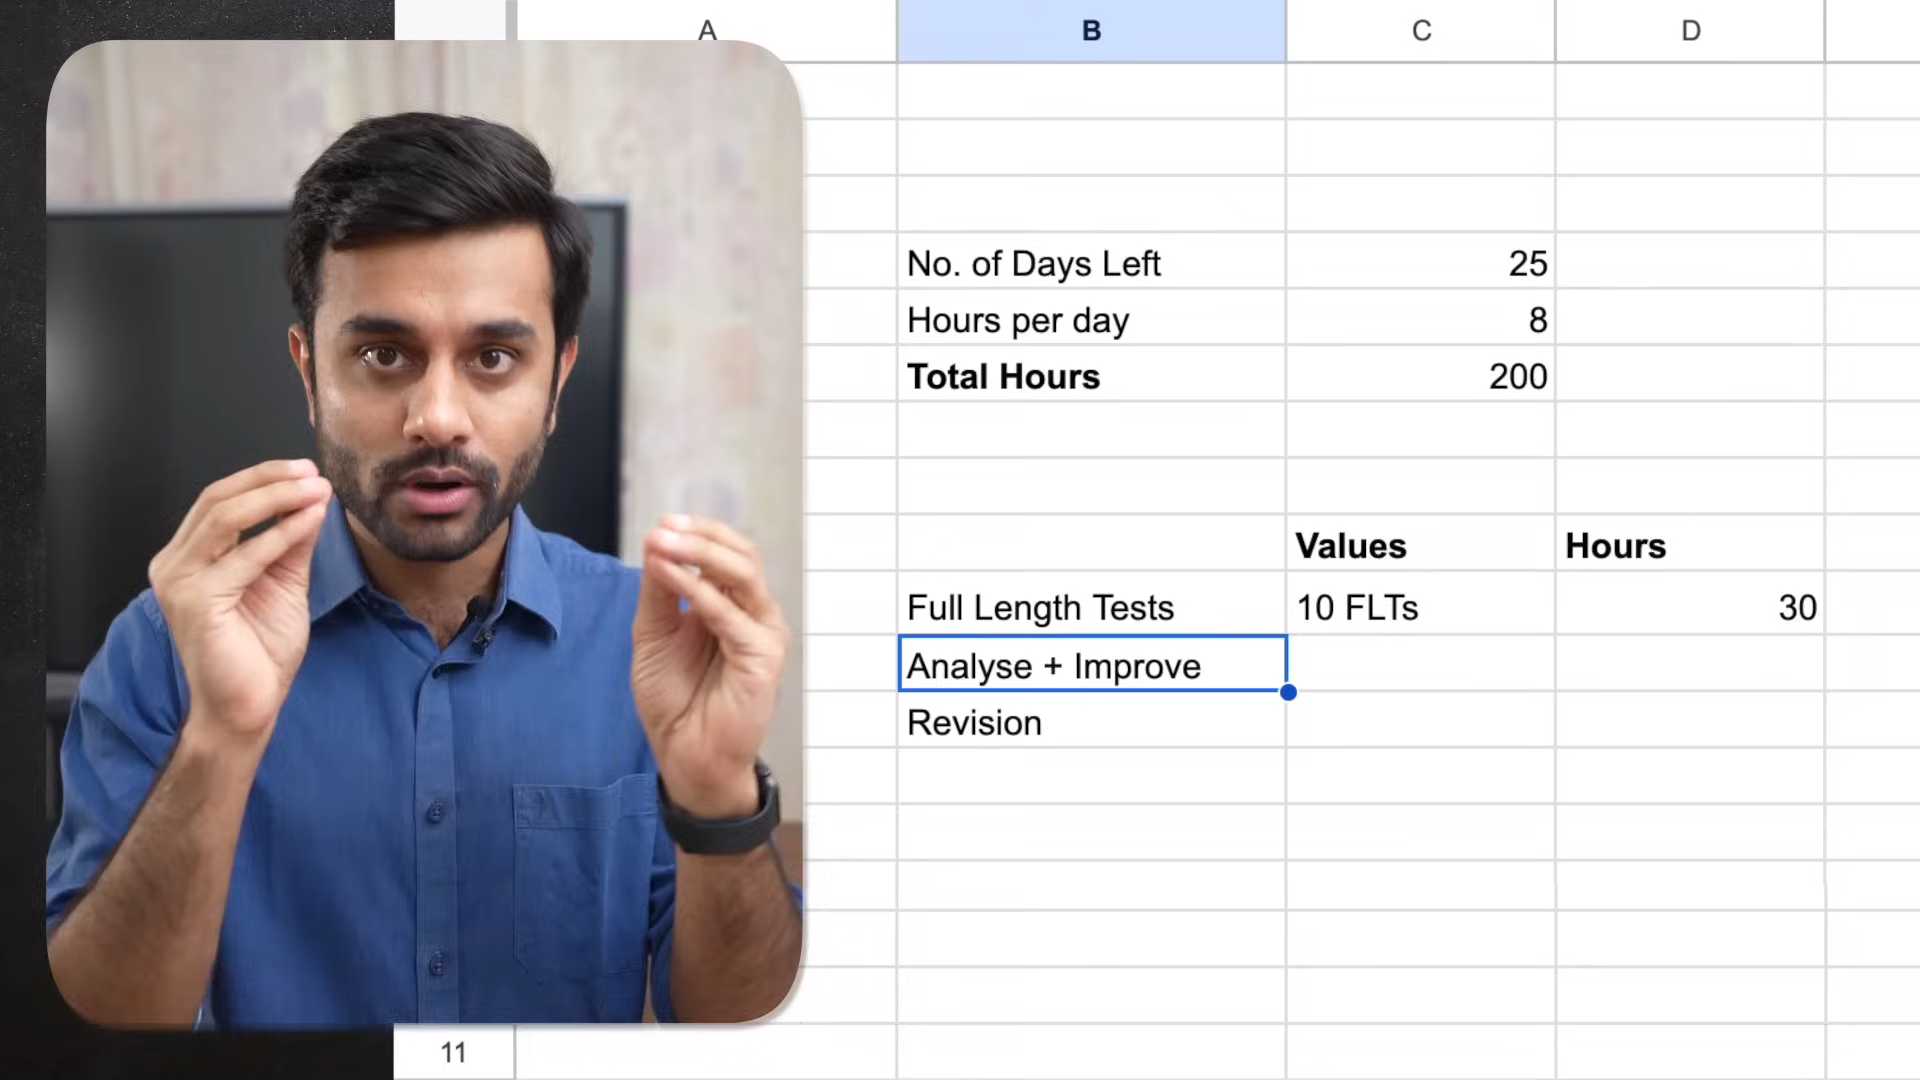 A B C D
No. of Days Left 25
Hours per day 8
Total Hours 200
Values Hours
Full Length Tests 10 FLTs 30
Analyse + Improve
Revision
11